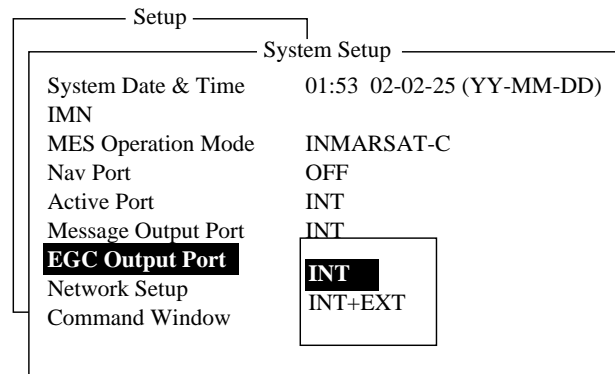 Setup
System Setup
System Date & Time 01:53 02-02-25 (YY-MM-DD)
IMN
MES Operation Mode INMARSAT-C
Nav Port OFF
Active Port INT
Message Output Port INT
EGC Output Port INT
Network Setup INT+EXT
Command Window